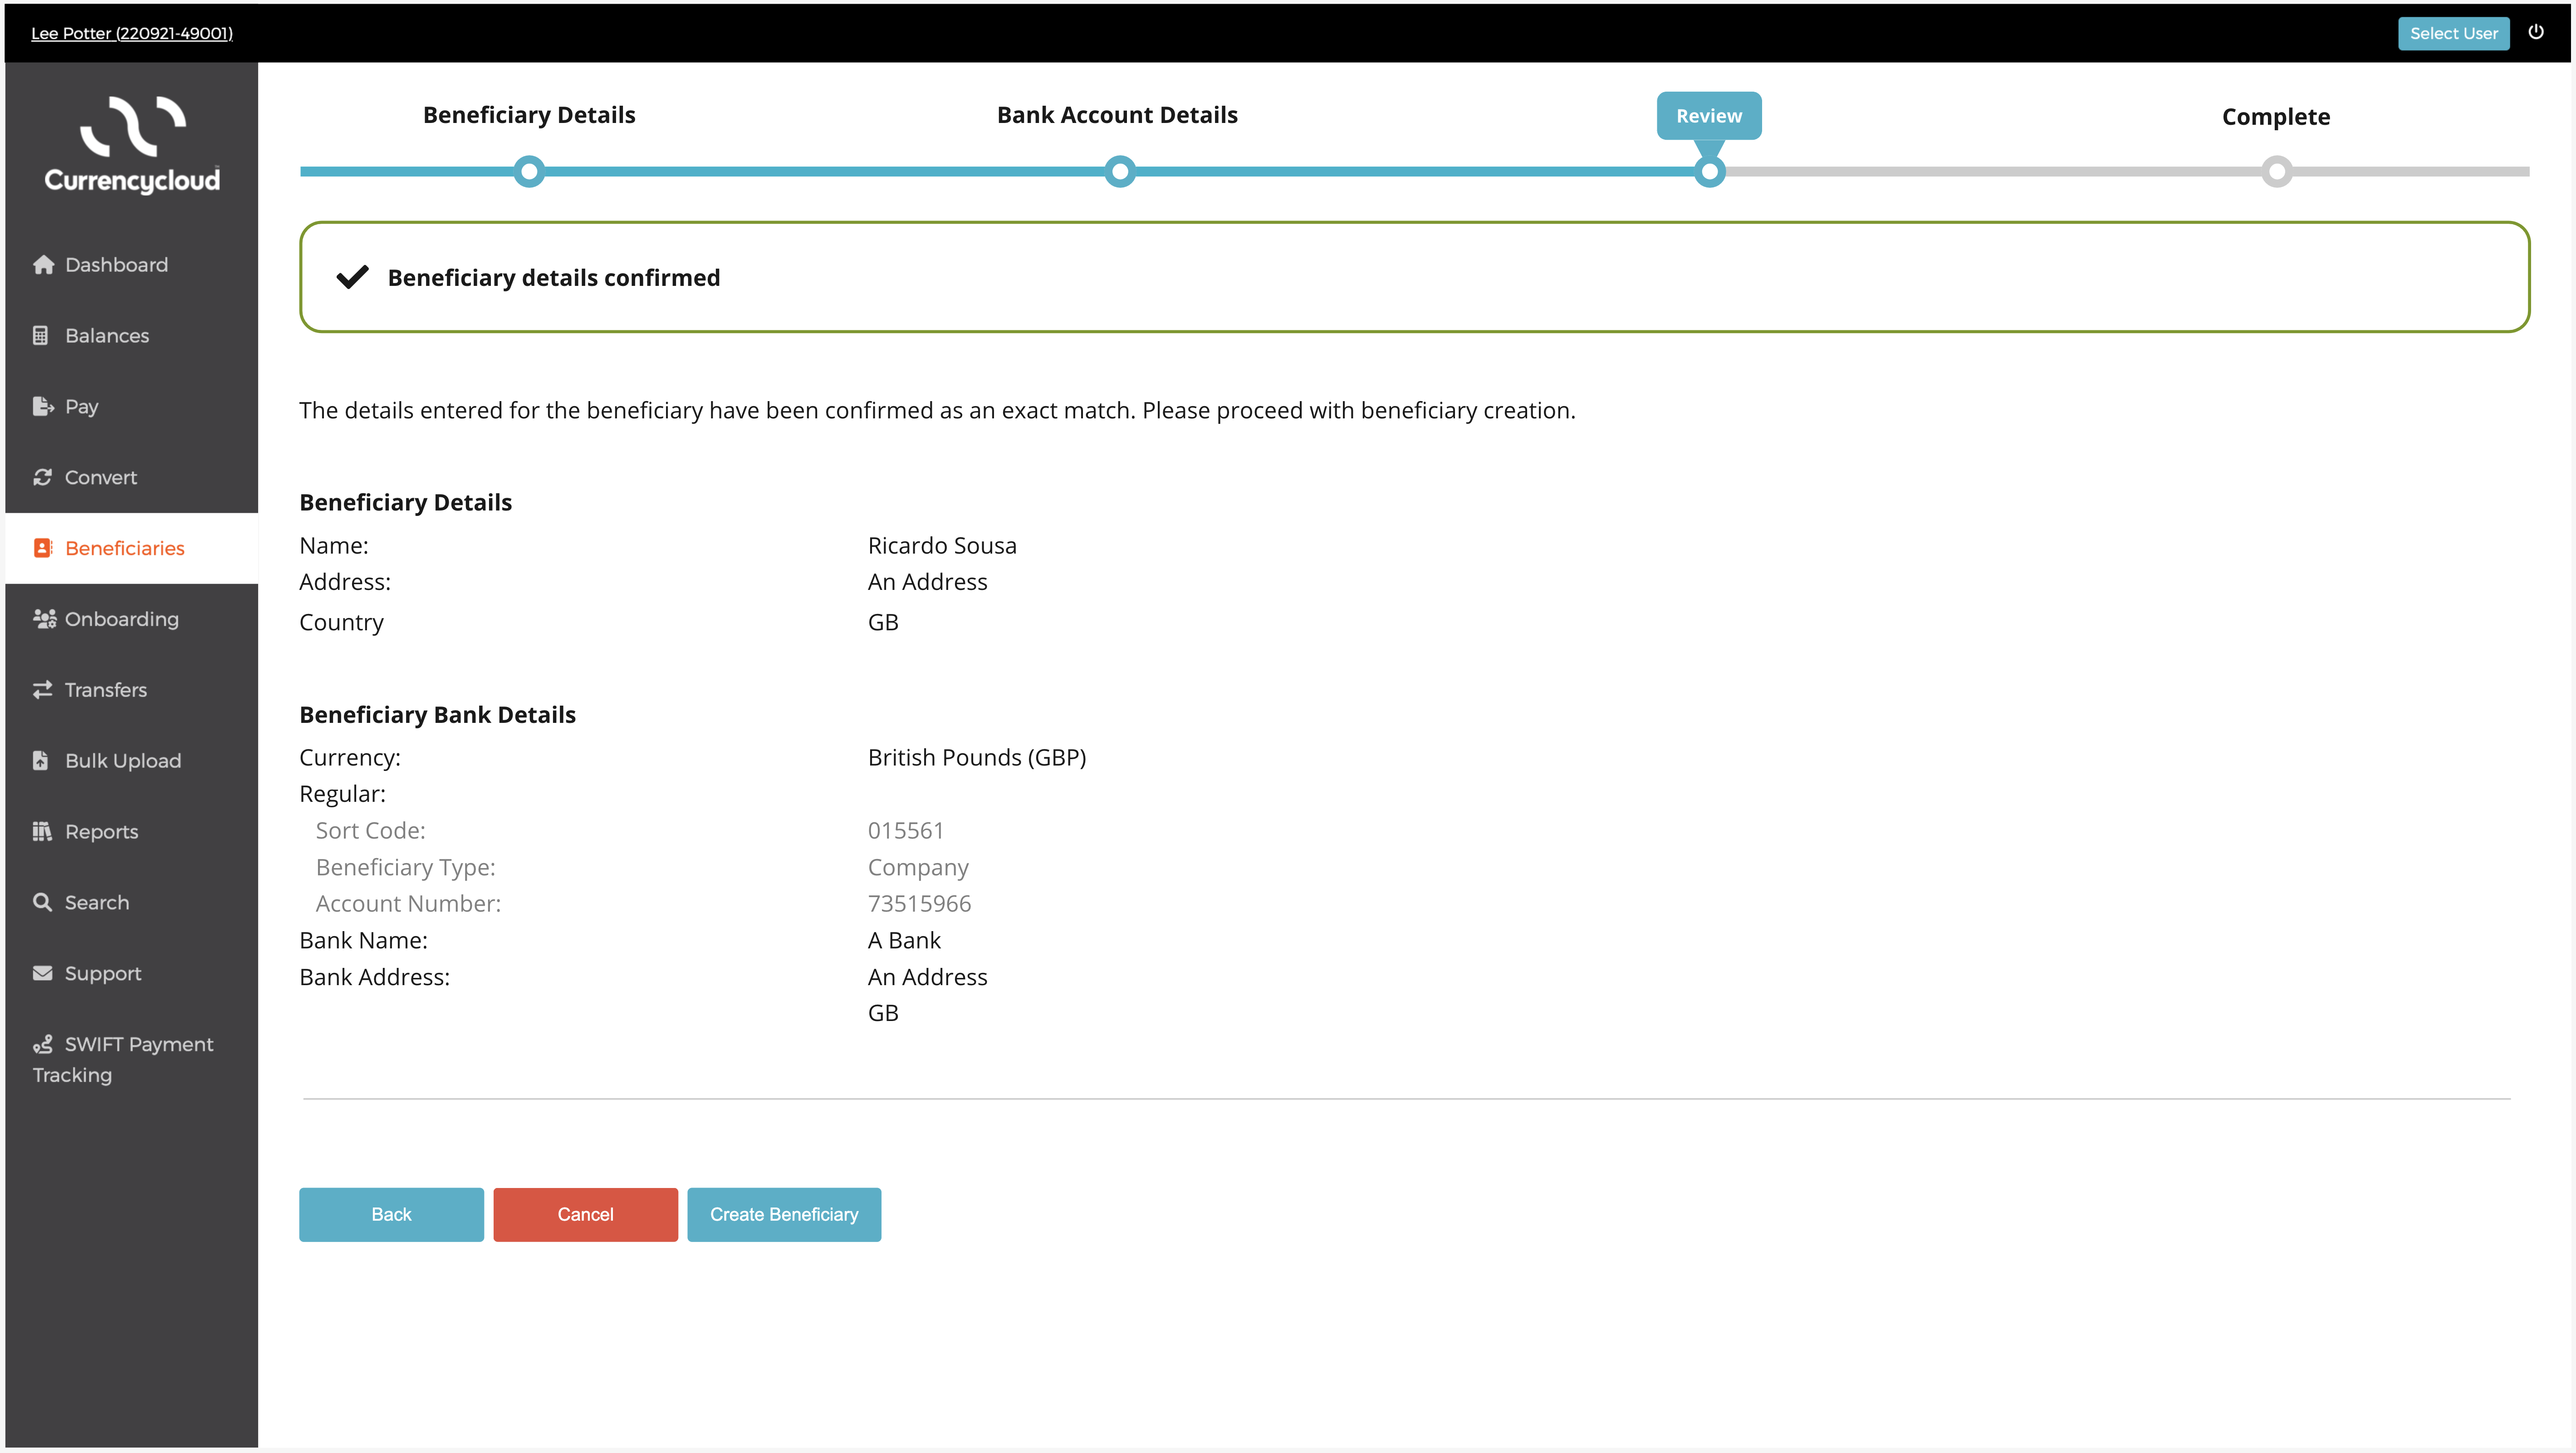 Lee Potter (220921-49001)
Select User
Currencycloud
Dashboard
Balances
Pay
Convert
Beneficiaries
Onboarding
Transfers
Bulk Upload
Reports
Search
Support
SWIFT Payment
Tracking
Beneficiary Details
Bank Account Details
Review
Complete
Beneficiary details confirmed
The details entered for the beneficiary have been confirmed as an exact match. Please proceed with beneficiary creation.
Beneficiary Details
Name: Ricardo Sousa
Address: An Address
Country GB
Beneficiary Bank Details
Currency: British Pounds (GBP)
Regular:
Sort Code: 015561
Beneficiary Type: Company
Account Number: 73515966
Bank Name: A Bank
Bank Address: An Address
GB
Back
Cancel
Create Beneficiary